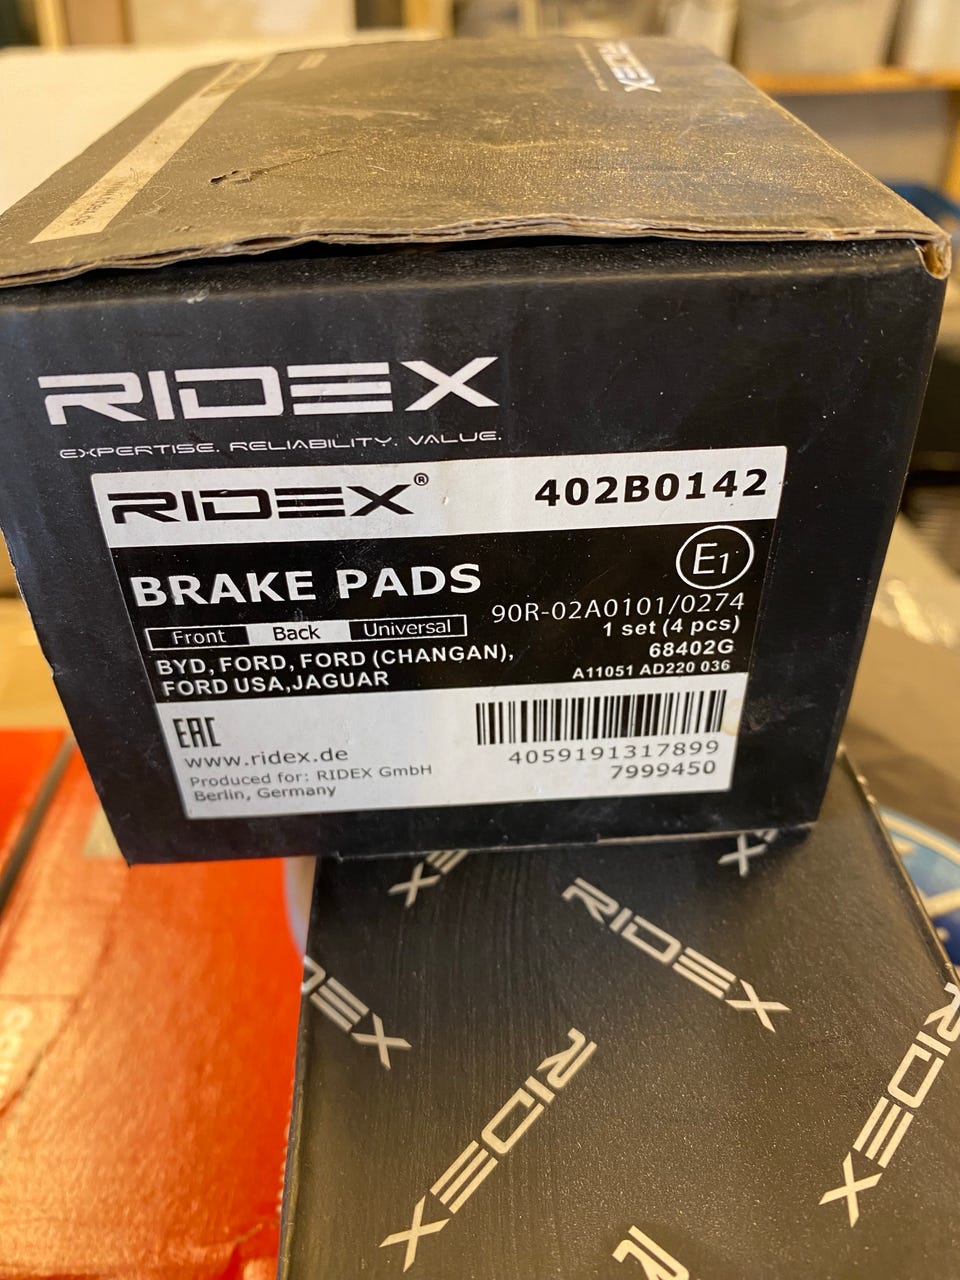 RIDEX
RIDEX
EXPERTISE. RELIABILITY. VALUE.
RIDEX® 402B0142
E1
BRAKE PADS
90R-02A0101/0274
Front Back Universal
1 set (4 pcs)
BYD, FORD, FORD (CHANGAN),
68402G
FORD USA,JAGUAR
A11051 AD220 036
EAC
www.ridex.de
4059191317899
Produced for: RIDEX GmbH
7999450
Berlin, Germany
RIDEX
RIDEX
RIDEX